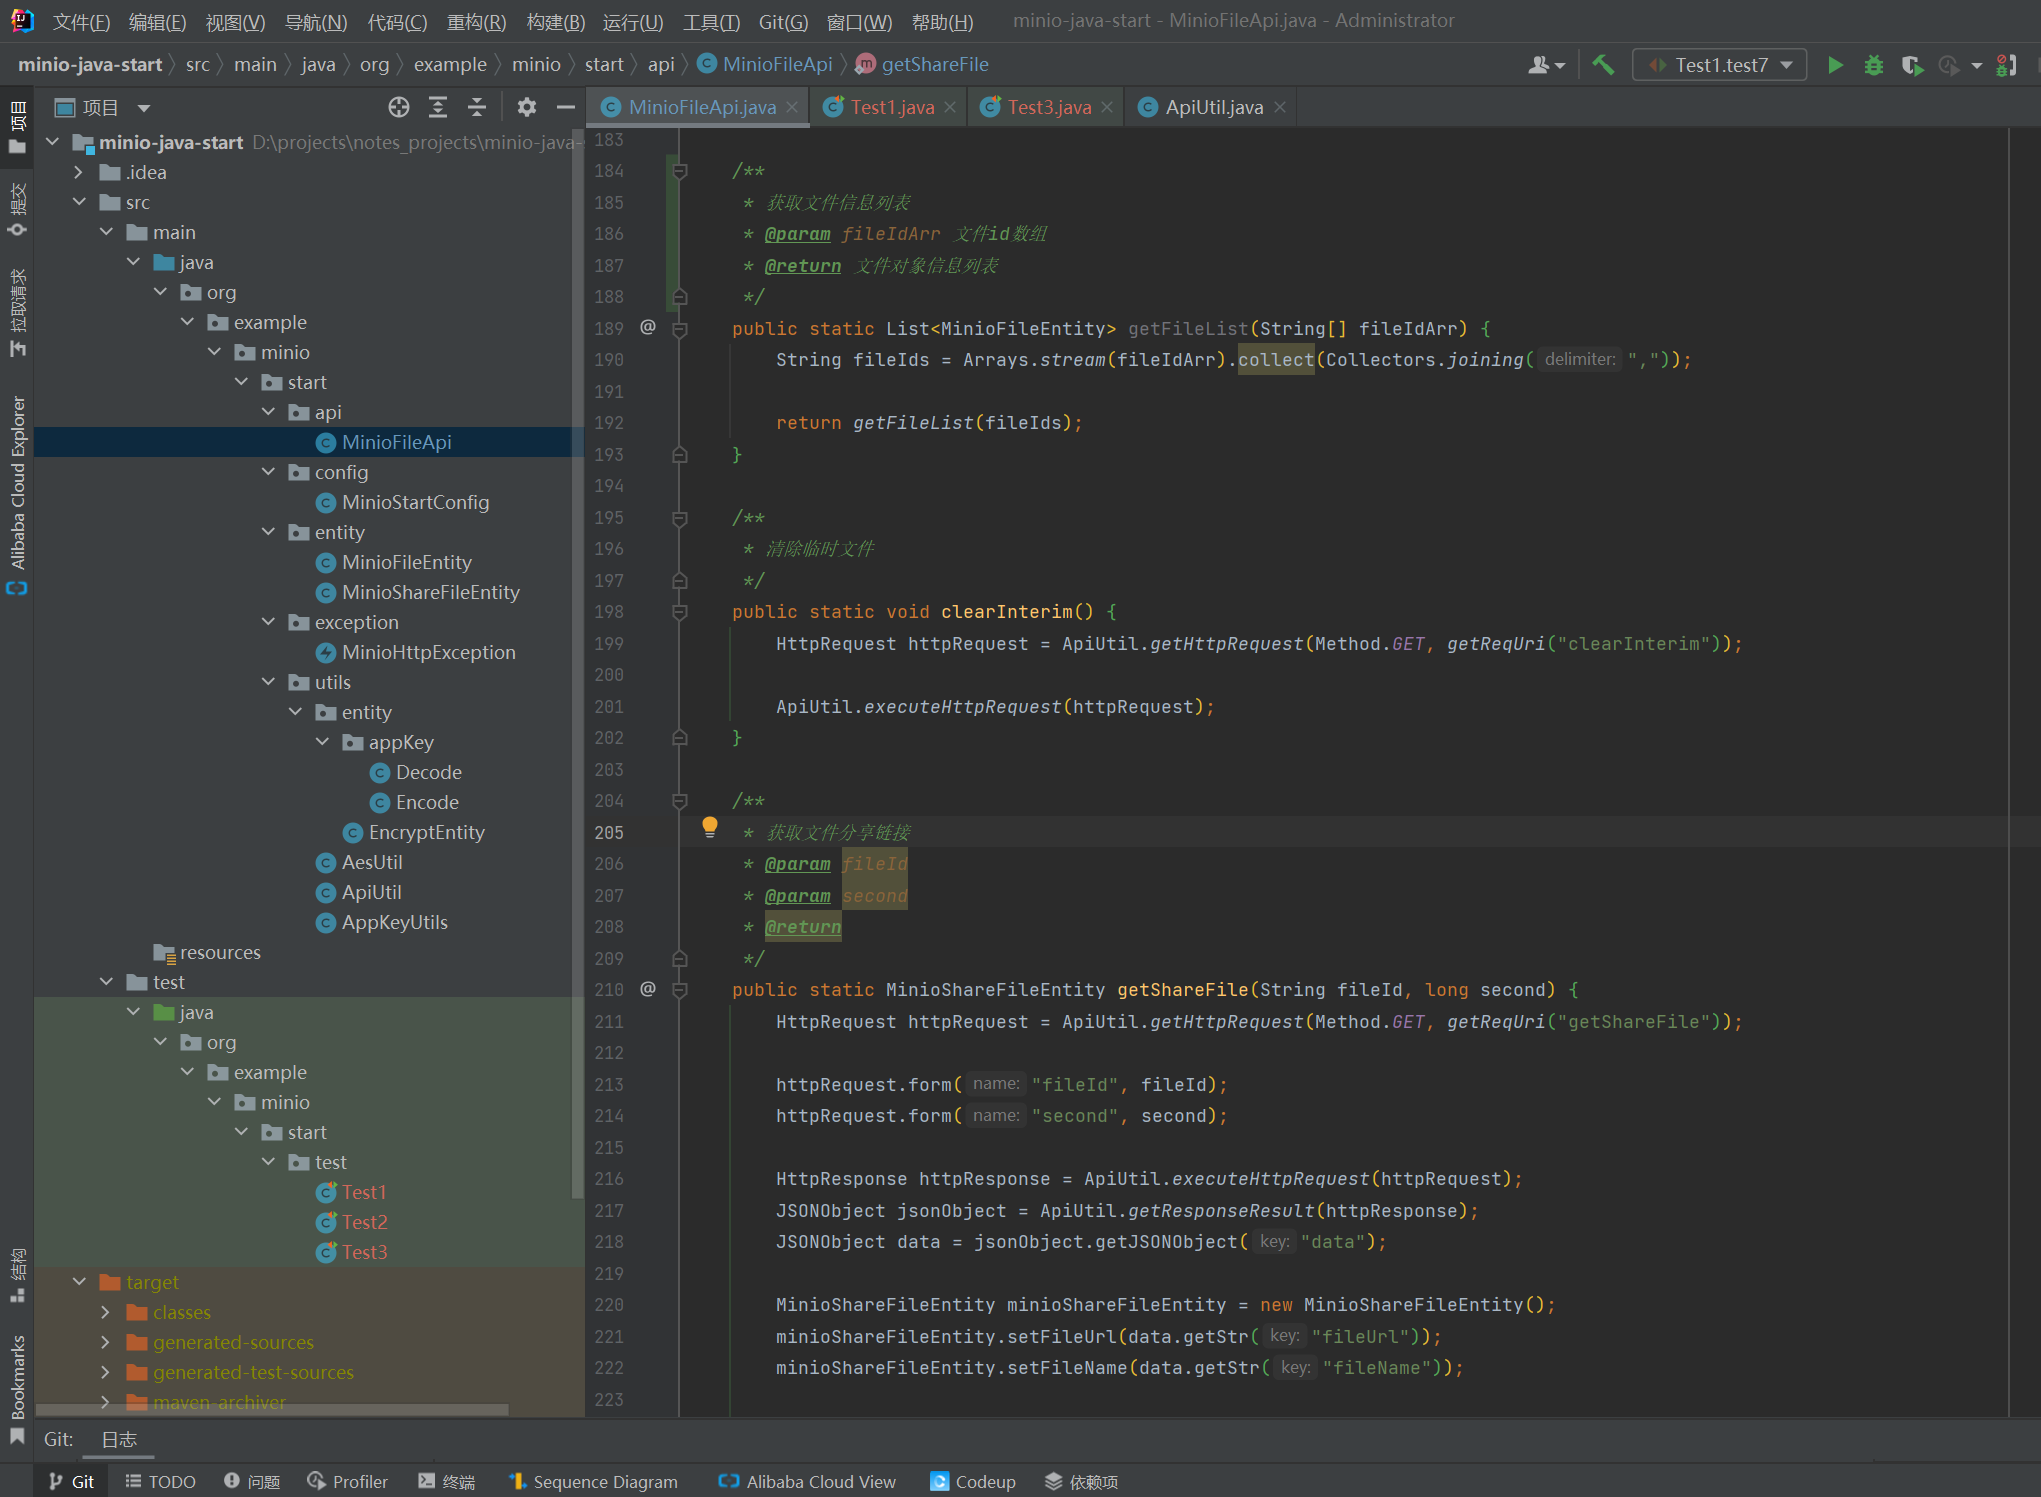 文件(F) 编辑(E) 视图(V) 导航(N) 代码(C) 重构(R) 构建(B) 运行(U) 工具(T) Git(G) 窗口(W) 帮助(H) minio-java-start - MinioFileApi.java - Administrator
minio-java-start src main java org example minio start api MinioFileApi getShareFile Test1.test7
项目
提交
拉取请求
Alibaba Cloud Explorer
结构
Bookmarks
项目
minio-java-start D:\projects\notes_projects\minio-java-
.idea
src
main
java
org
example
minio
start
api
MinioFileApi
config
MinioStartConfig
entity
MinioFileEntity
MinioShareFileEntity
exception
MinioHttpException
utils
entity
appKey
Decode
Encode
EncryptEntity
AesUtil
ApiUtil
AppKeyUtils
resources
test
java
org
example
minio
start
test
Test1
Test2
Test3
target
classes
generated-sources
generated-test-sources
maven-archiver
MinioFileApi.java Test1.java Test3.java ApiUtil.java
183
184 /**
185 * 获取文件信息列表
186 * @param fileIdArr 文件id数组
187 * @return 文件对象信息列表
188 */
189 @ public static List<MinioFileEntity> getFileList(String[] fileIdArr) {
190 String fileIds = Arrays.stream(fileIdArr).collect(Collectors.joining( delimiter: ","));
191
192 return getFileList(fileIds);
193 }
194
195 /**
196 * 清除临时文件
197 */
198 public static void clearInterim() {
199 HttpRequest httpRequest = ApiUtil.getHttpRequest(Method.GET, getReqUri("clearInterim"));
200
201 ApiUtil.executeHttpRequest(httpRequest);
202 }
203
204 /**
205 * 获取文件分享链接
206 * @param fileId
207 * @param second
208 * @return
209 */
210 @ public static MinioShareFileEntity getShareFile(String fileId, long second) {
211 HttpRequest httpRequest = ApiUtil.getHttpRequest(Method.GET, getReqUri("getShareFile"));
212
213 httpRequest.form( name: "fileId", fileId);
214 httpRequest.form( name: "second", second);
215
216 HttpResponse httpResponse = ApiUtil.executeHttpRequest(httpRequest);
217 JSONObject jsonObject = ApiUtil.getResponseResult(httpResponse);
218 JSONObject data = jsonObject.getJSONObject( key: "data");
219
220 MinioShareFileEntity minioShareFileEntity = new MinioShareFileEntity();
221 minioShareFileEntity.setFileUrl(data.getStr( key: "fileUrl"));
222 minioShareFileEntity.setFileName(data.getStr( key: "fileName"));
223
Git: 日志
Git TODO 问题 Profiler 终端 Sequence Diagram Alibaba Cloud View Codeup 依赖项